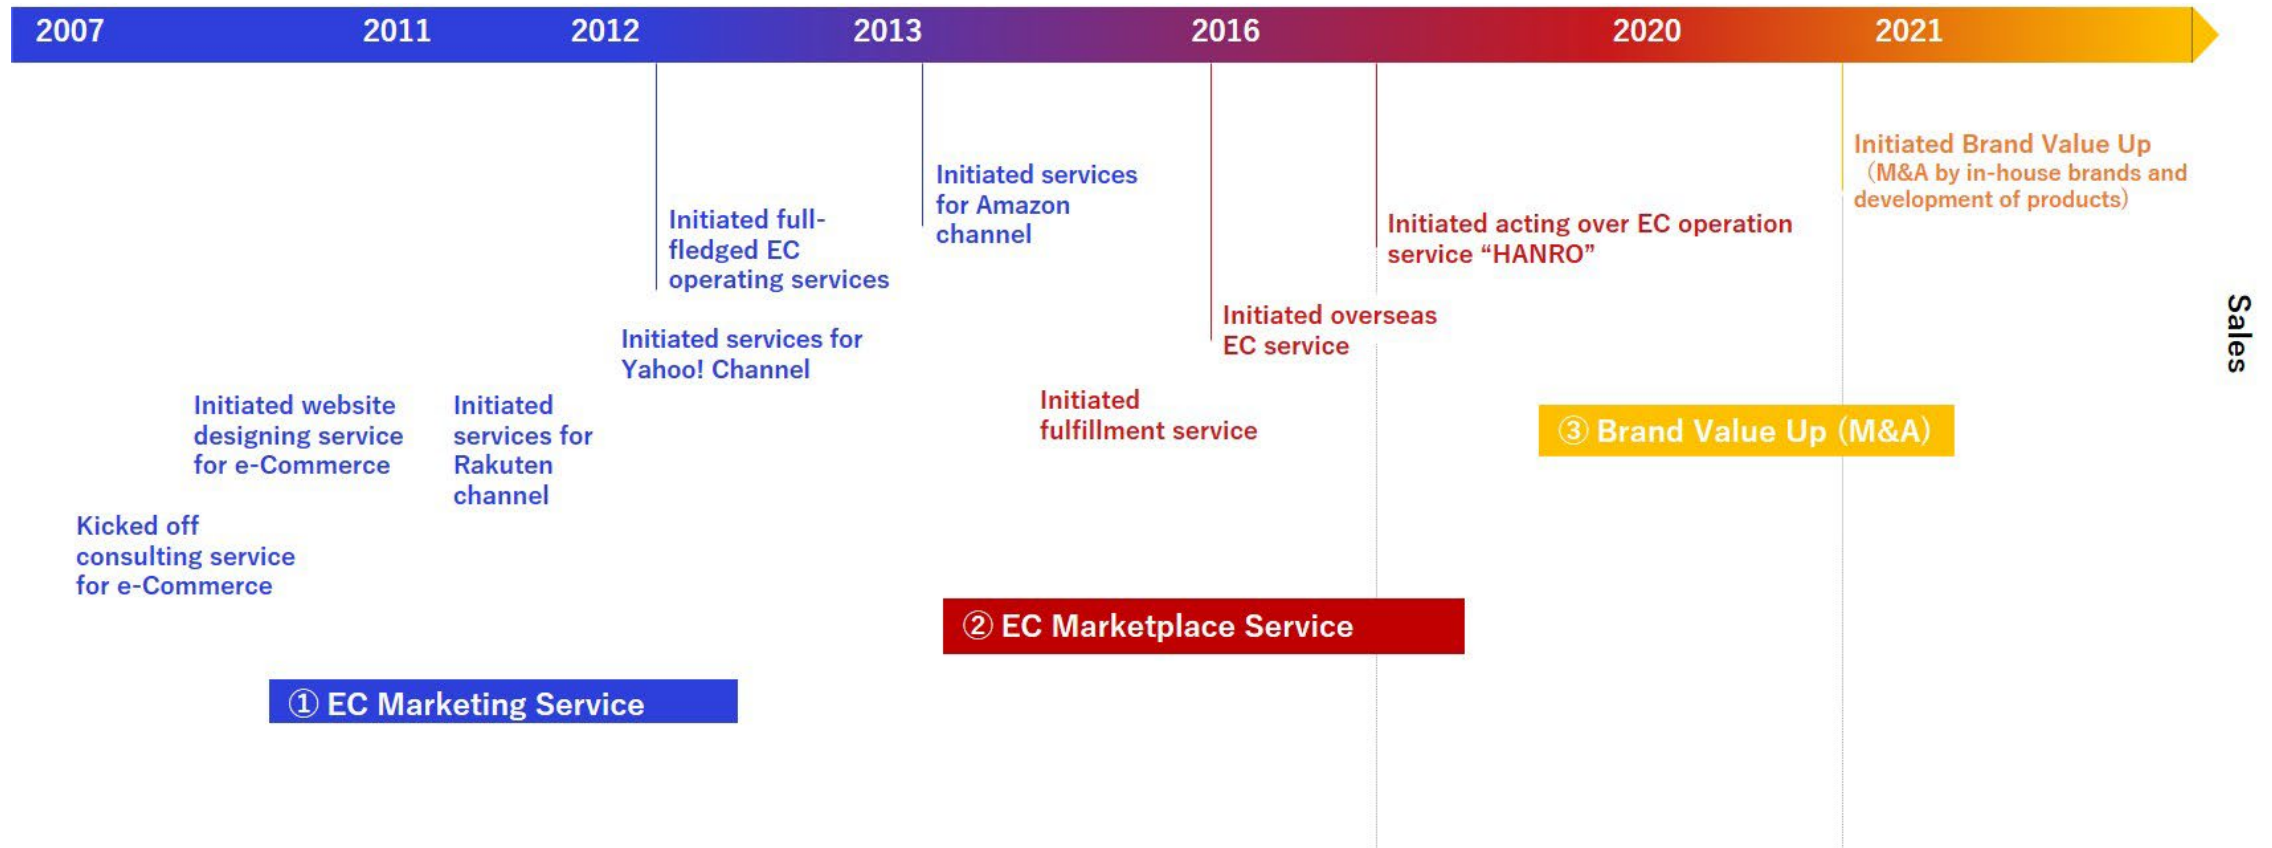 2007 2011 2012 2013 2016 2020 2021
Initiated Brand Value Up
（M&A by in-house brands and
development of products）
Initiated services
for Amazon
channel
Initiated full-
fledged EC
operating services
Initiated acting over EC operation
service “HANRO”
Initiated overseas
EC service
Initiated services for
Yahoo! Channel
Initiated
fulfillment service
Initiated website
designing service
for e-Commerce
Initiated
services for
Rakuten
channel
Kicked off
consulting service
for e-Commerce
Sales
③ Brand Value Up (M&A)
② EC Marketplace Service
① EC Marketing Service